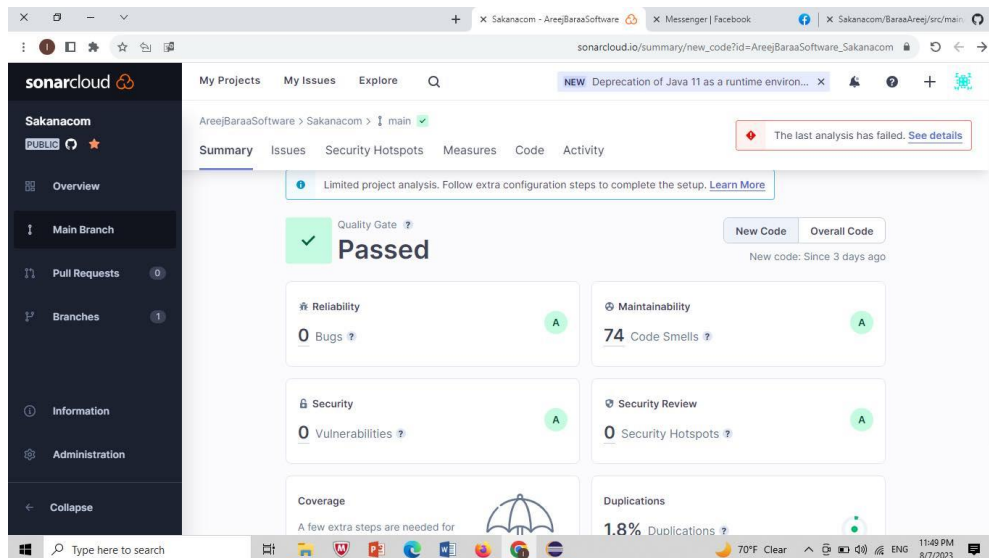 Sakanacom - AreejBaraaSoftware
Messenger | Facebook
Sakanacom/BaraaAreej/src/main
sonarcloud.io/summary/new_code?id=AreejBaraaSoftware_Sakanacom
sonarcloud
My Projects My Issues Explore
NEW Deprecation of Java 11 as a runtime environ...
Sakanacom
PUBLIC
AreejBaraaSoftware > Sakanacom > main
The last analysis has failed. See details
Summary Issues Security Hotspots Measures Code Activity
Overview
Main Branch
Pull Requests 0
Branches 1
Information
Administration
Collapse
Limited project analysis. Follow extra configuration steps to complete the setup. Learn More
Quality Gate ?
Passed
New Code Overall Code
New code: Since 3 days ago
Reliability
0 Bugs ?
A
Maintainability
74 Code Smells ?
A
Security
0 Vulnerabilities ?
A
Security Review
0 Security Hotspots ?
A
Coverage
A few extra steps are needed for
Duplications
1.8% Duplications ?
Type here to search
70°F Clear
ENG
11:49 PM
8/7/2023